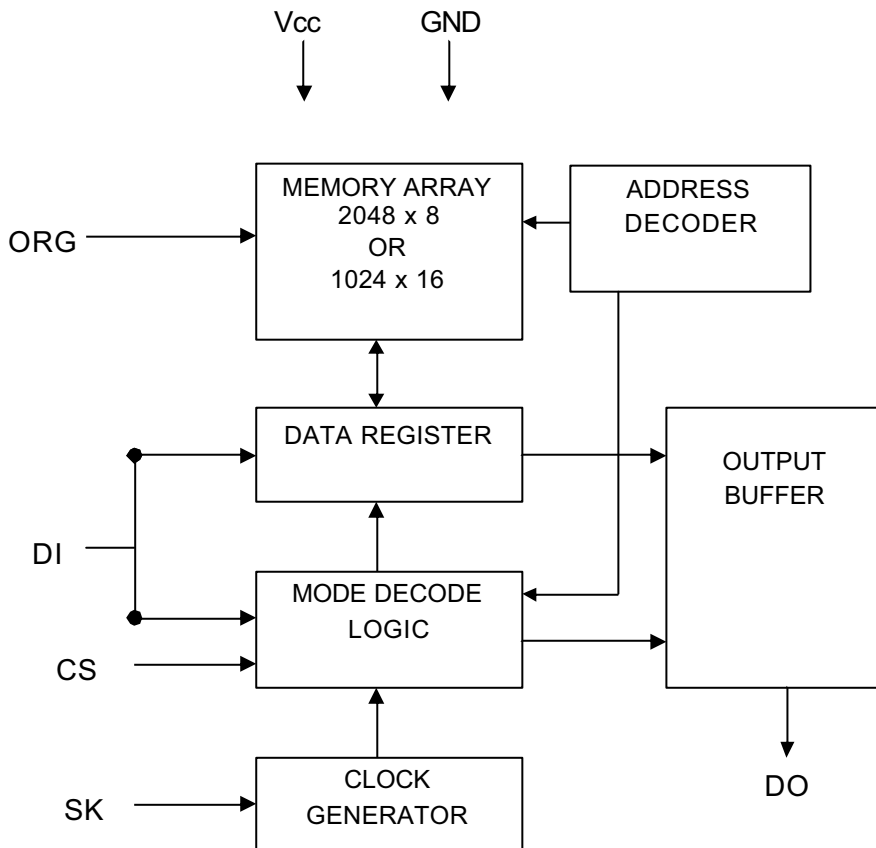 Vcc
GND
MEMORY ARRAY
2048 x 8
OR
1024 x 16
ADDRESS
DECODER
ORG
DATA REGISTER
OUTPUT
BUFFER
DI
MODE DECODE
LOGIC
CS
CLOCK
GENERATOR
SK
DO